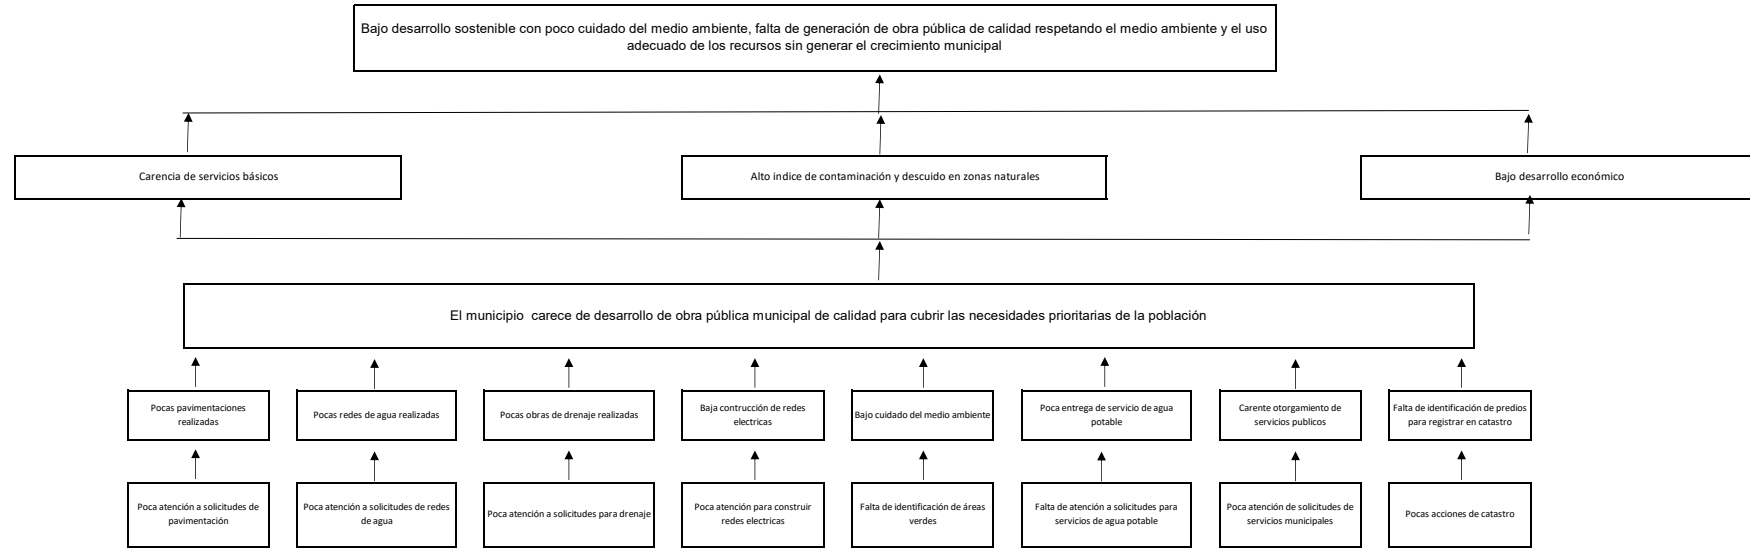 Bajo desarrollo sostenible con poco cuidado del medio ambiente, falta de generación de obra pública de calidad respetando el medio ambiente y el uso
adecuado de los recursos sin generar el crecimiento municipal
Carencia de servicios básicos
Alto indice de contaminación y descuido en zonas naturales
Bajo desarrollo económico
El municipio  carece de desarrollo de obra pública municipal de calidad para cubrir las necesidades prioritarias de la población
Pocas pavimentaciones
realizadas
Pocas redes de agua realizadas
Pocas obras de drenaje realizadas
Baja contrucción de redes
electricas
Bajo cuidado del medio ambiente
Poca entrega de servicio de agua
potable
Carente otorgamiento de
servicios publicos
Falta de identificación de predios
para registrar en catastro
Poca atención a solicitudes de
pavimentación
Poca atención a solicitudes de redes
de agua
Poca atención a solicitudes para drenaje
Poca atención para construir
redes electricas
Falta de identificación de áreas
verdes
Falta de atención a solicitudes para
servicios de agua potable
Poca atención de solicitudes de
servicios municipales
Pocas acciones de catastro